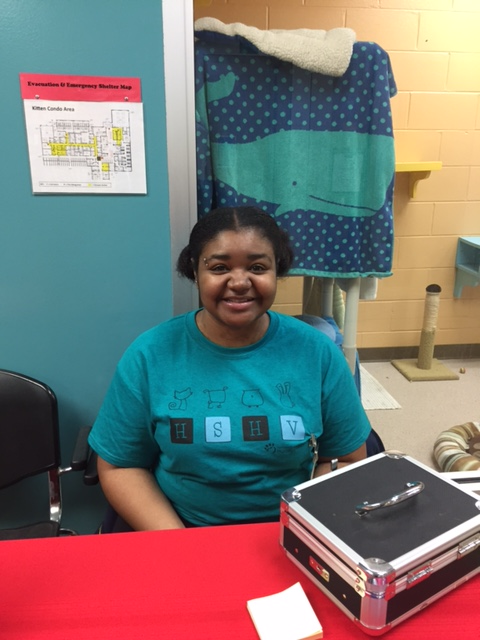 Evacuation & Emergency Shelter Map
Kitten Condo Area
H S H V